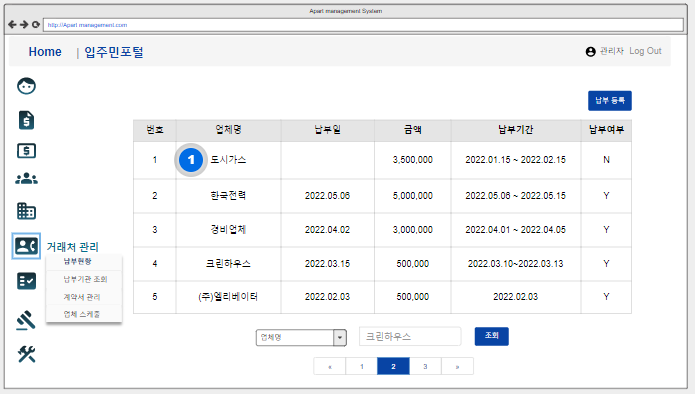 Apart management System
http://Apart management.com
Home | 입주민포털 관리자 Log Out
납부 등록
번호 업체명 납부일 금액 납부기간 납부여부
1 1 도시가스 3,500,000 2022.01.15 ~ 2022.02.15 N
2 한국전력 2022.05.06 5,000,000 2022.05.06 ~ 2022.05.15 Y
3 경비업체 2022.04.02 3,000,000 2022.04.01 ~ 2022.04.05 Y
4 크린하우스 2022.03.15 500,000 2022.03.10~2022.03.13 Y
5 (주)엘리베이터 2022.02.03 500,000 2022.02.03 Y
거래처 관리
납부현황
납부기관 조회
계약서 관리
업체 스케줄
업체명 크린하우스 조회
« 1 2 3 »